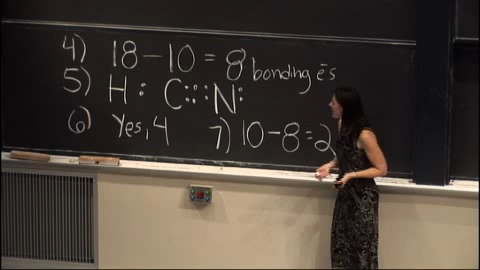 4) 18 - 10 = 8 bonding ē's
5) H : C ⋮⋮ N :
6) Yes, 4 7) 10 - 8 = 2